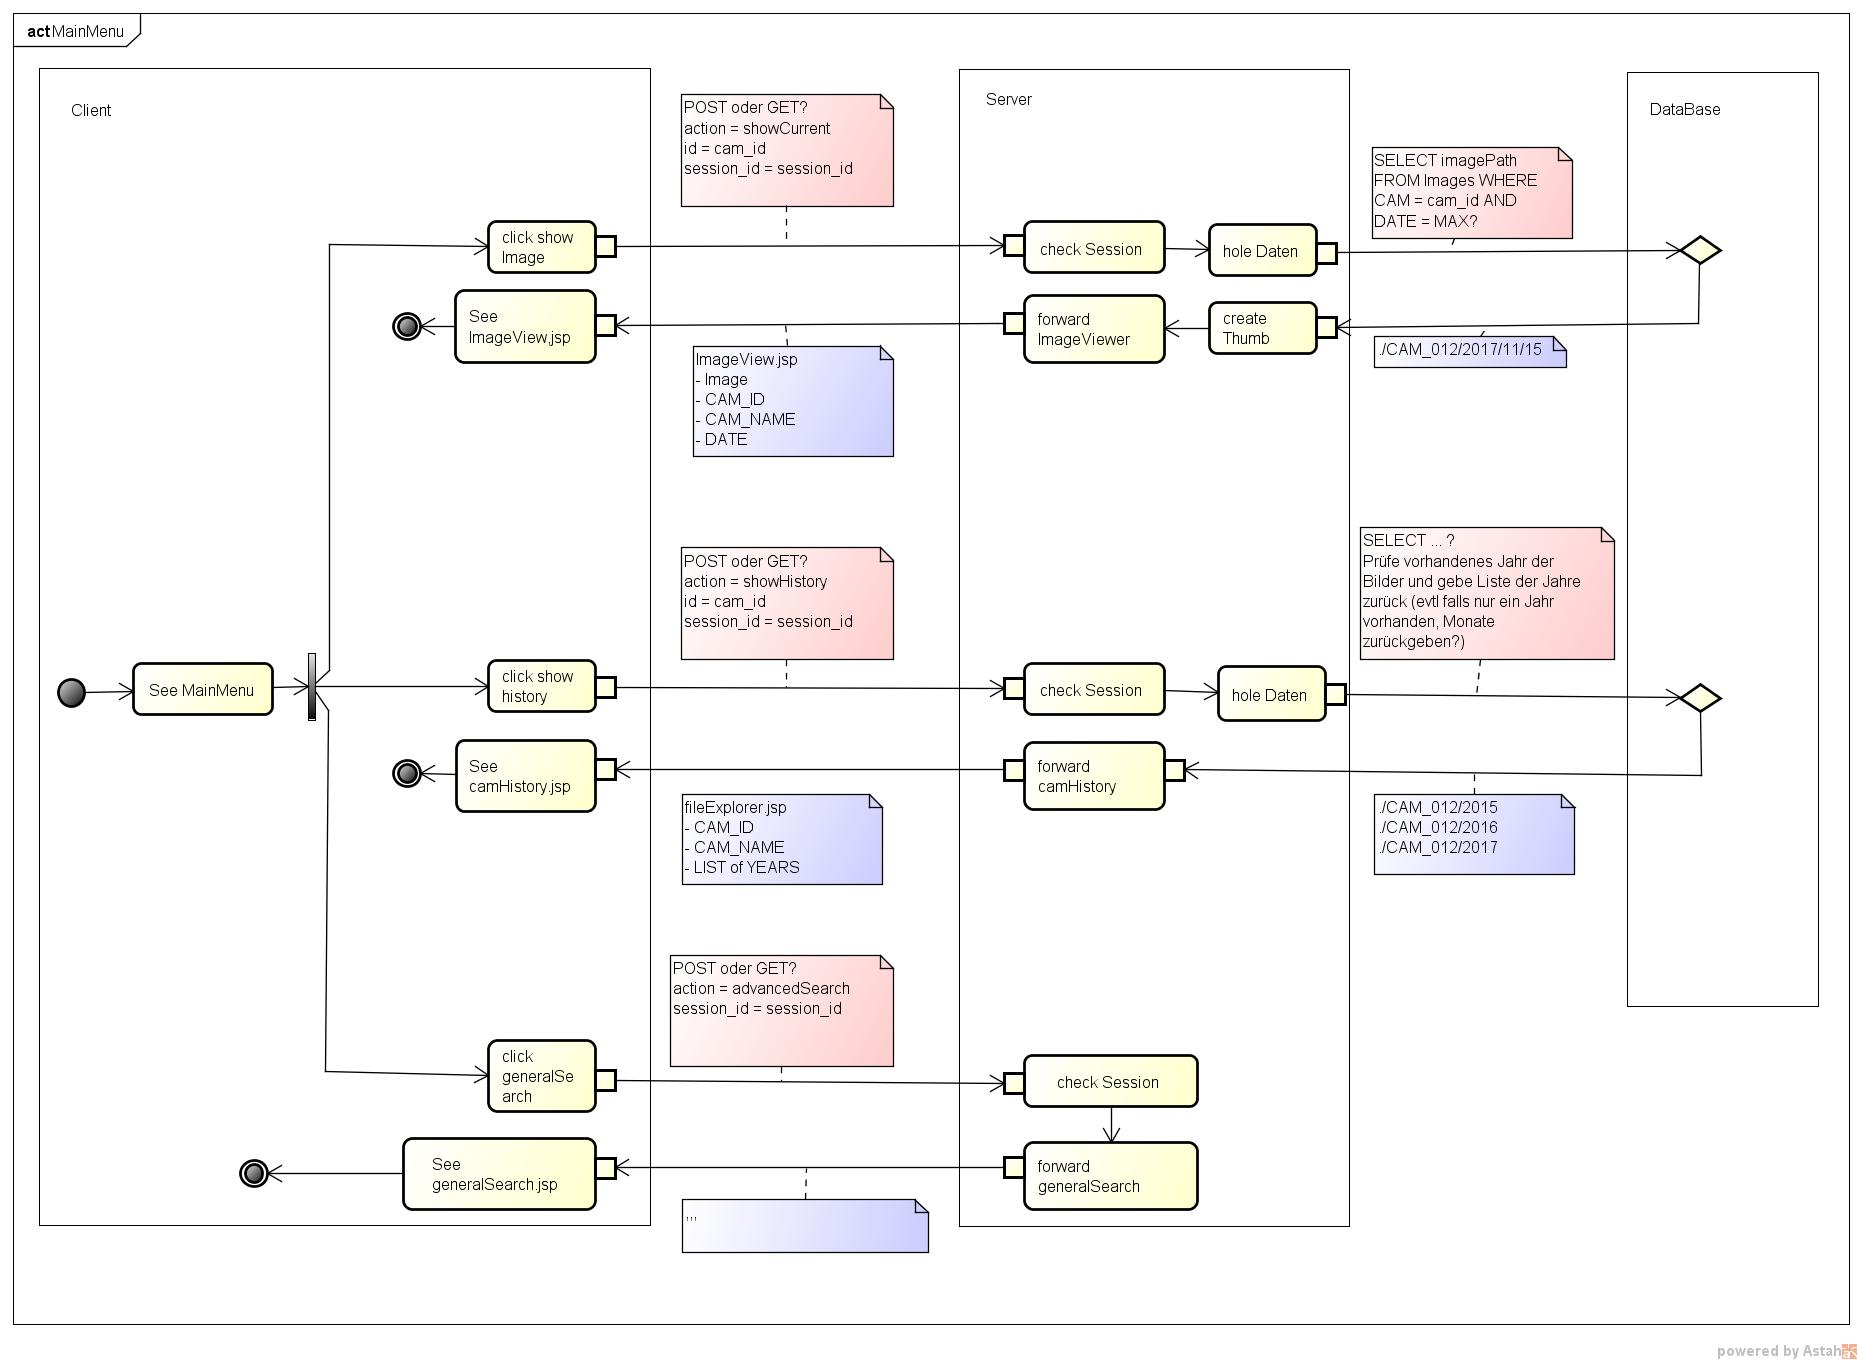 act MainMenu
Client
Server
DataBase
POST oder GET?
action = showCurrent
id = cam_id
session_id = session_id
SELECT imagePath
FROM Images WHERE
CAM = cam_id AND
DATE = MAX?
click show
Image
check Session
hole Daten
See
ImageView.jsp
forward
ImageViewer
create
Thumb
./CAM_012/2017/11/15
ImageView.jsp
- Image
- CAM_ID
- CAM_NAME
- DATE
POST oder GET?
action = showHistory
id = cam_id
session_id = session_id
SELECT ... ?
Prüfe vorhandenes Jahr der
Bilder und gebe Liste der Jahre
zurück (evtl falls nur ein Jahr
vorhanden, Monate
zurückgeben?)
See MainMenu
click show
history
check Session
hole Daten
See
camHistory.jsp
forward
camHistory
fileExplorer.jsp
- CAM_ID
- CAM_NAME
- LIST of YEARS
./CAM_012/2015
./CAM_012/2016
./CAM_012/2017
POST oder GET?
action = advancedSearch
session_id = session_id
click
generalSe
arch
check Session
See
generalSearch.jsp
forward
generalSearch
,,,
powered by Astah